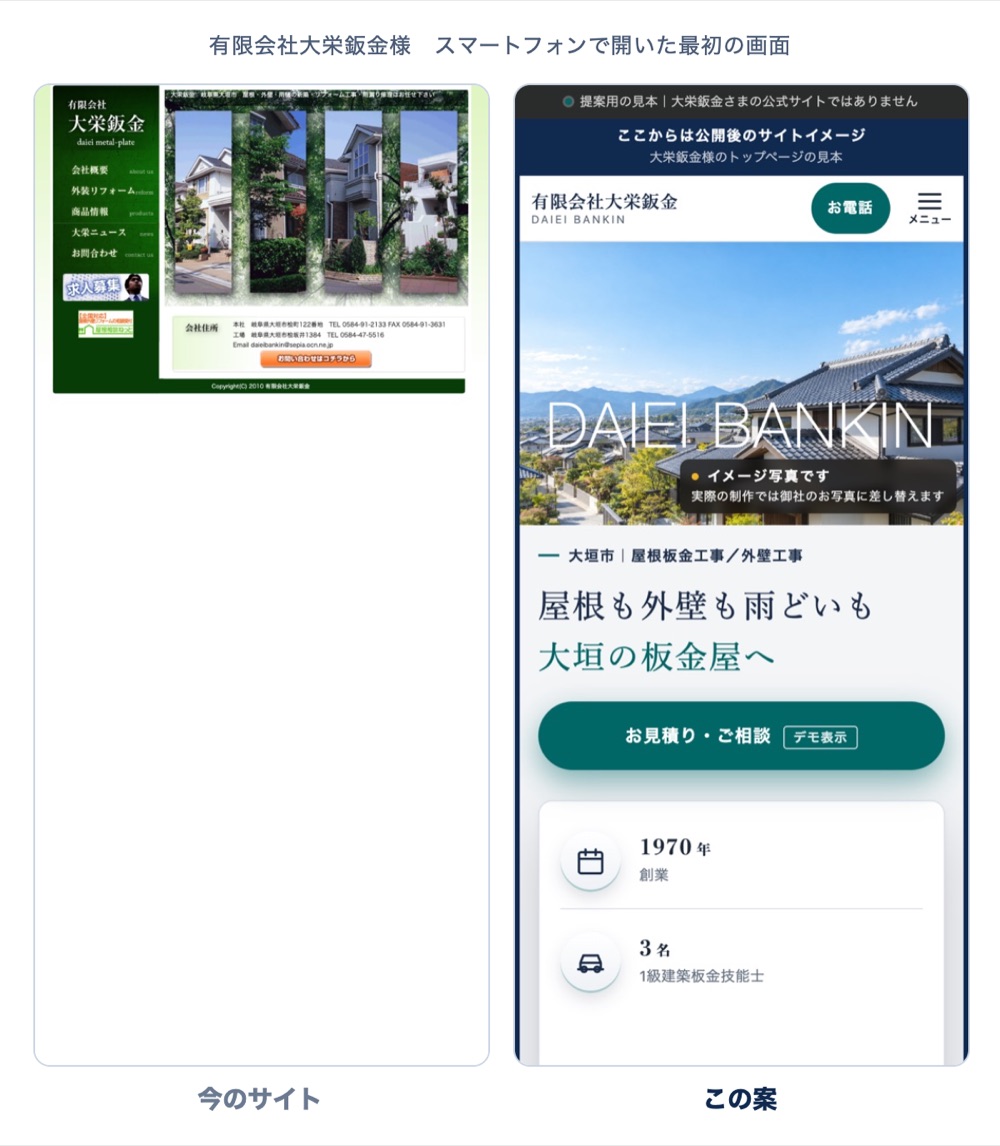 有限会社大栄鈑金様　スマートフォンで開いた最初の画面
有限会社
大栄鈑金
daiei metal-plate
会社概要 about us
外装リフォーム reform
商品情報 products
大栄ニュース news
お問合わせ contact us
求人募集
会社住所
本社　岐阜県大垣市桧町122番地　TEL 0584-91-2133 FAX 0584-91-3631
工場　岐阜県大垣市桧坂井1384　TEL 0584-47-5516
Email daieibankin@sepia.ocn.ne.jp
お問い合わせはコチラから
Copyright(C) 2010 有限会社大栄鈑金
今のサイト
提案用の見本｜大栄鈑金さまの公式サイトではありません
ここからは公開後のサイトイメージ
大栄鈑金様のトップページの見本
有限会社大栄鈑金
DAIEI BANKIN
お電話
メニュー
DAIEI BANKIN
イメージ写真です
実際の制作では御社のお写真に差し替えます
大垣市｜屋根板金工事／外壁工事
屋根も外壁も雨どいも
大垣の板金屋へ
お見積り・ご相談 デモ表示
1970 年
創業
3 名
1級建築板金技能士
この案